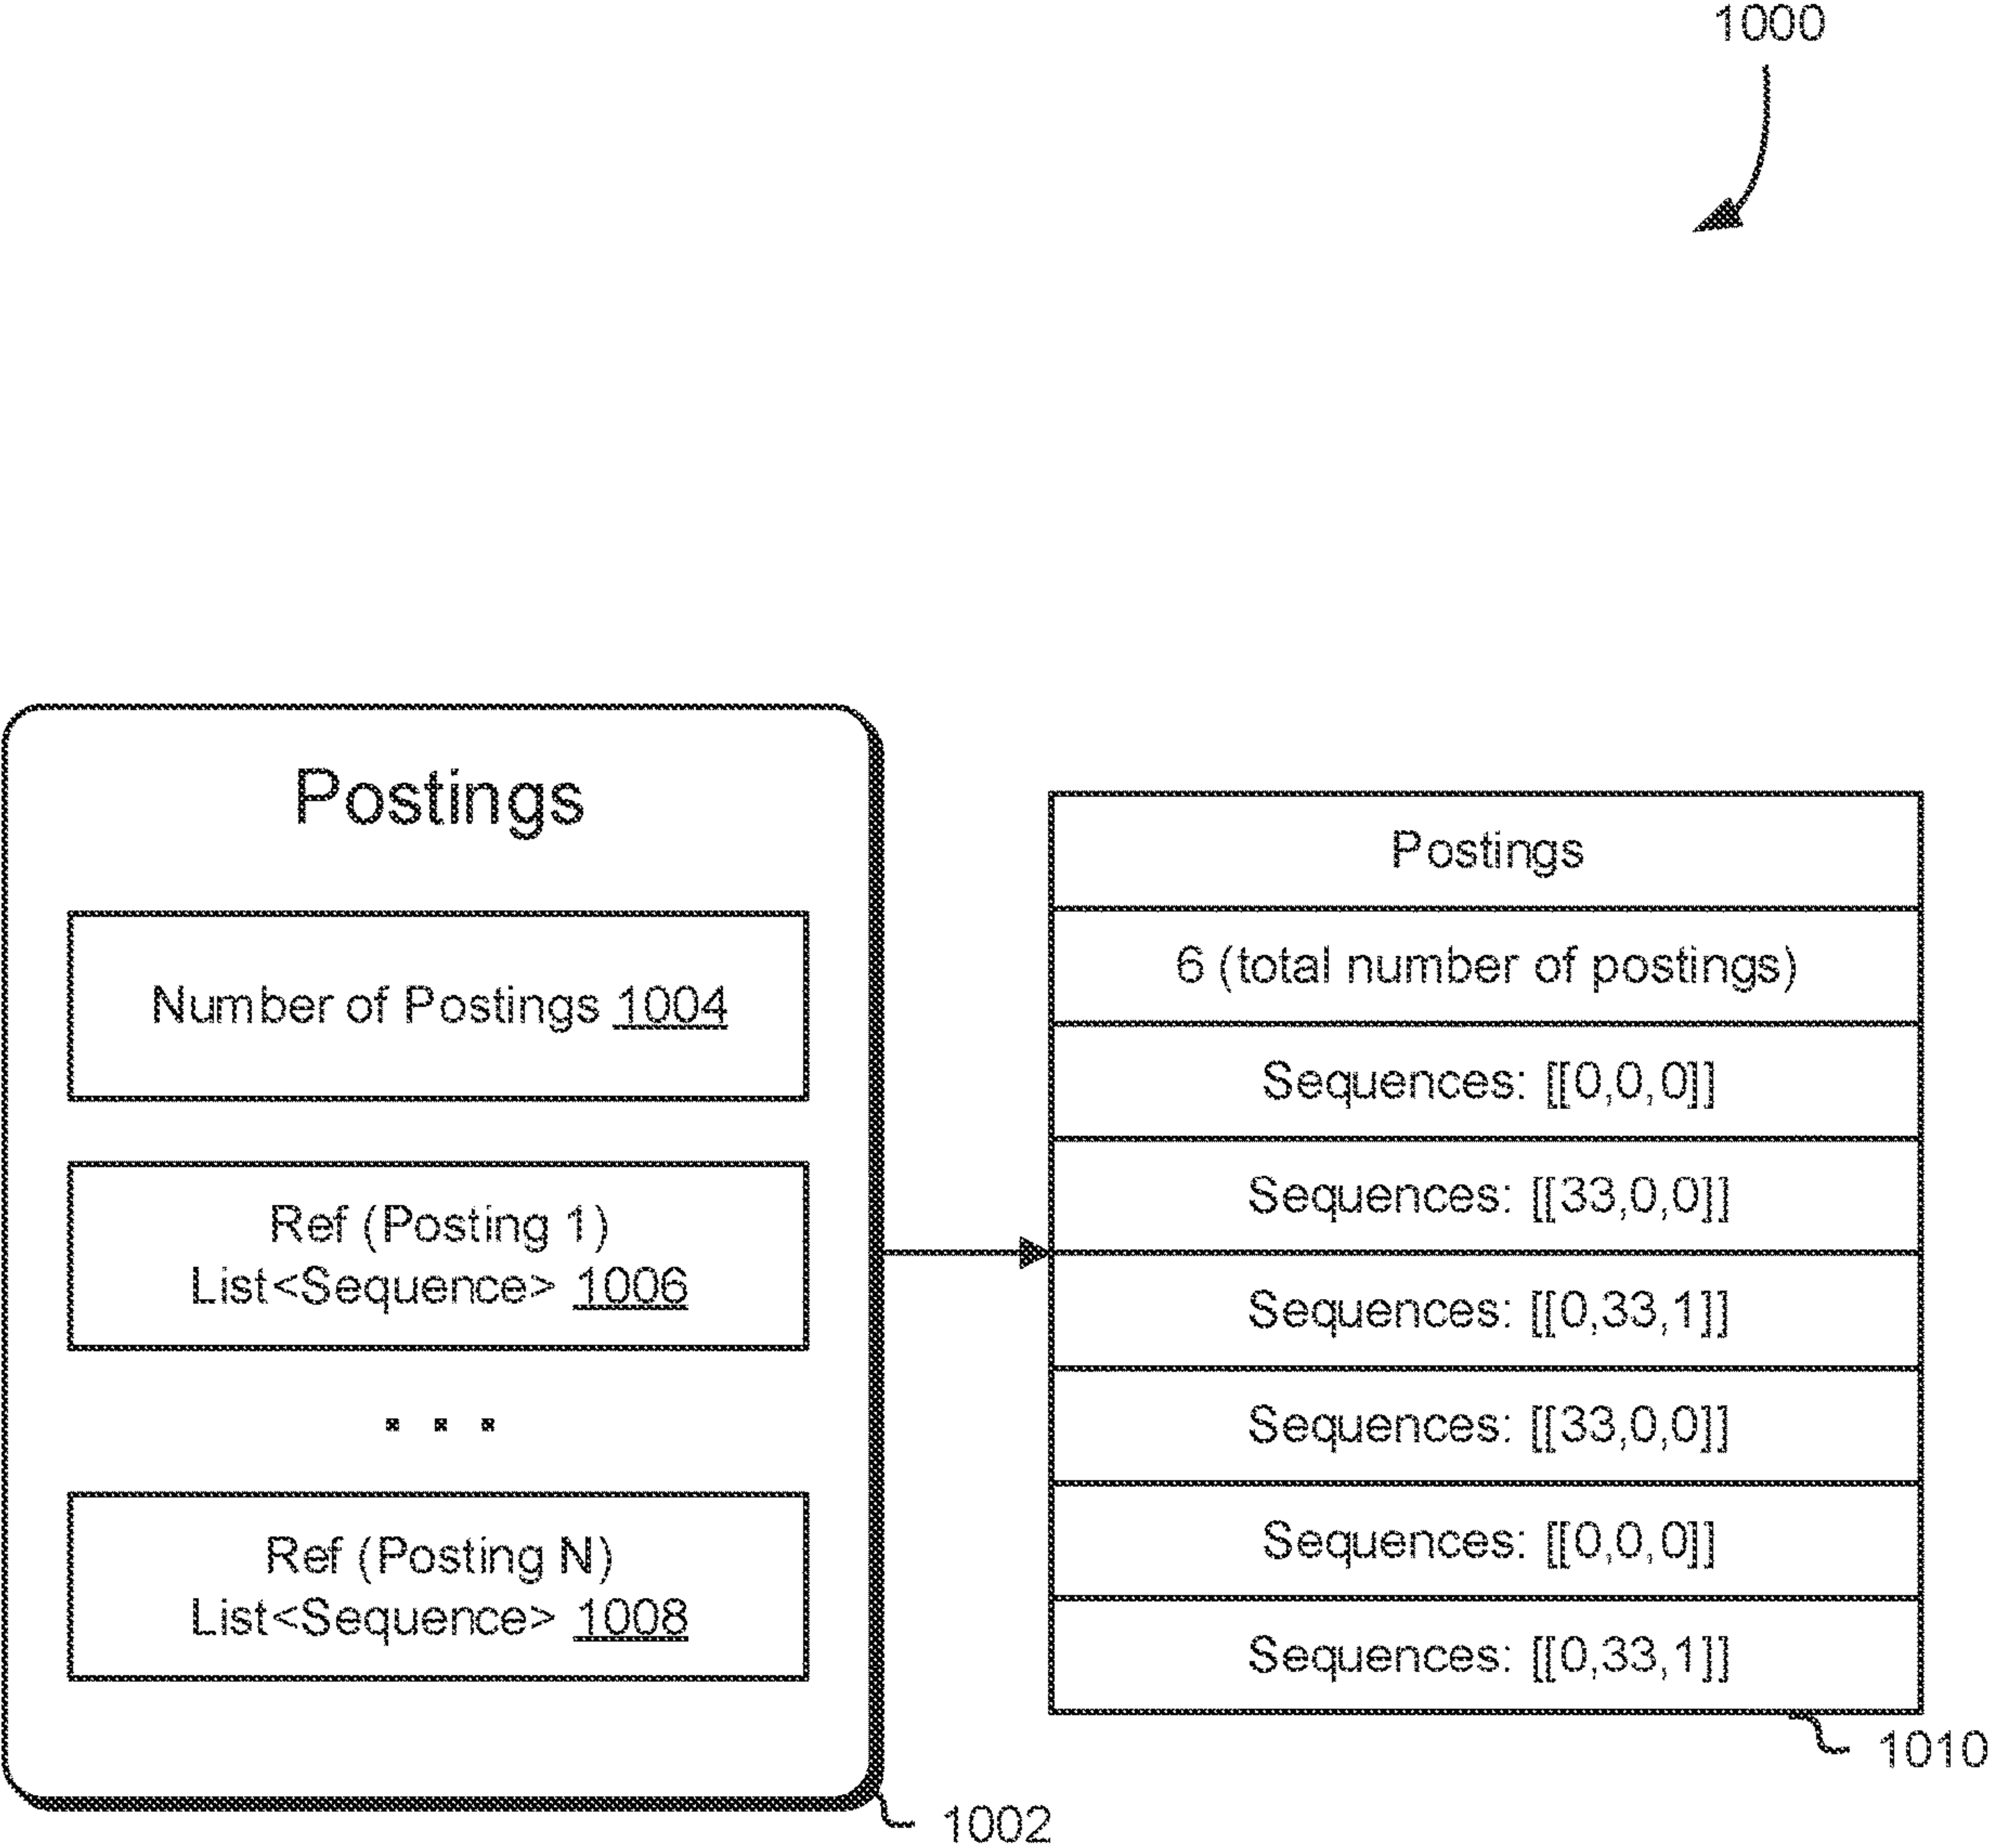 1000
Postings
Number of Postings 1004
Ref (Posting 1)
List<Sequence> 1006
. . .
Ref (Posting N)
List<Sequence> 1008
1002
Postings
6 (total number of postings)
Sequences: [[0,0,0]]
Sequences: [[33,0,0]]
Sequences: [[0,33,1]]
Sequences: [[33,0,0]]
Sequences: [[0,0,0]]
Sequences: [[0,33,1]]
1010